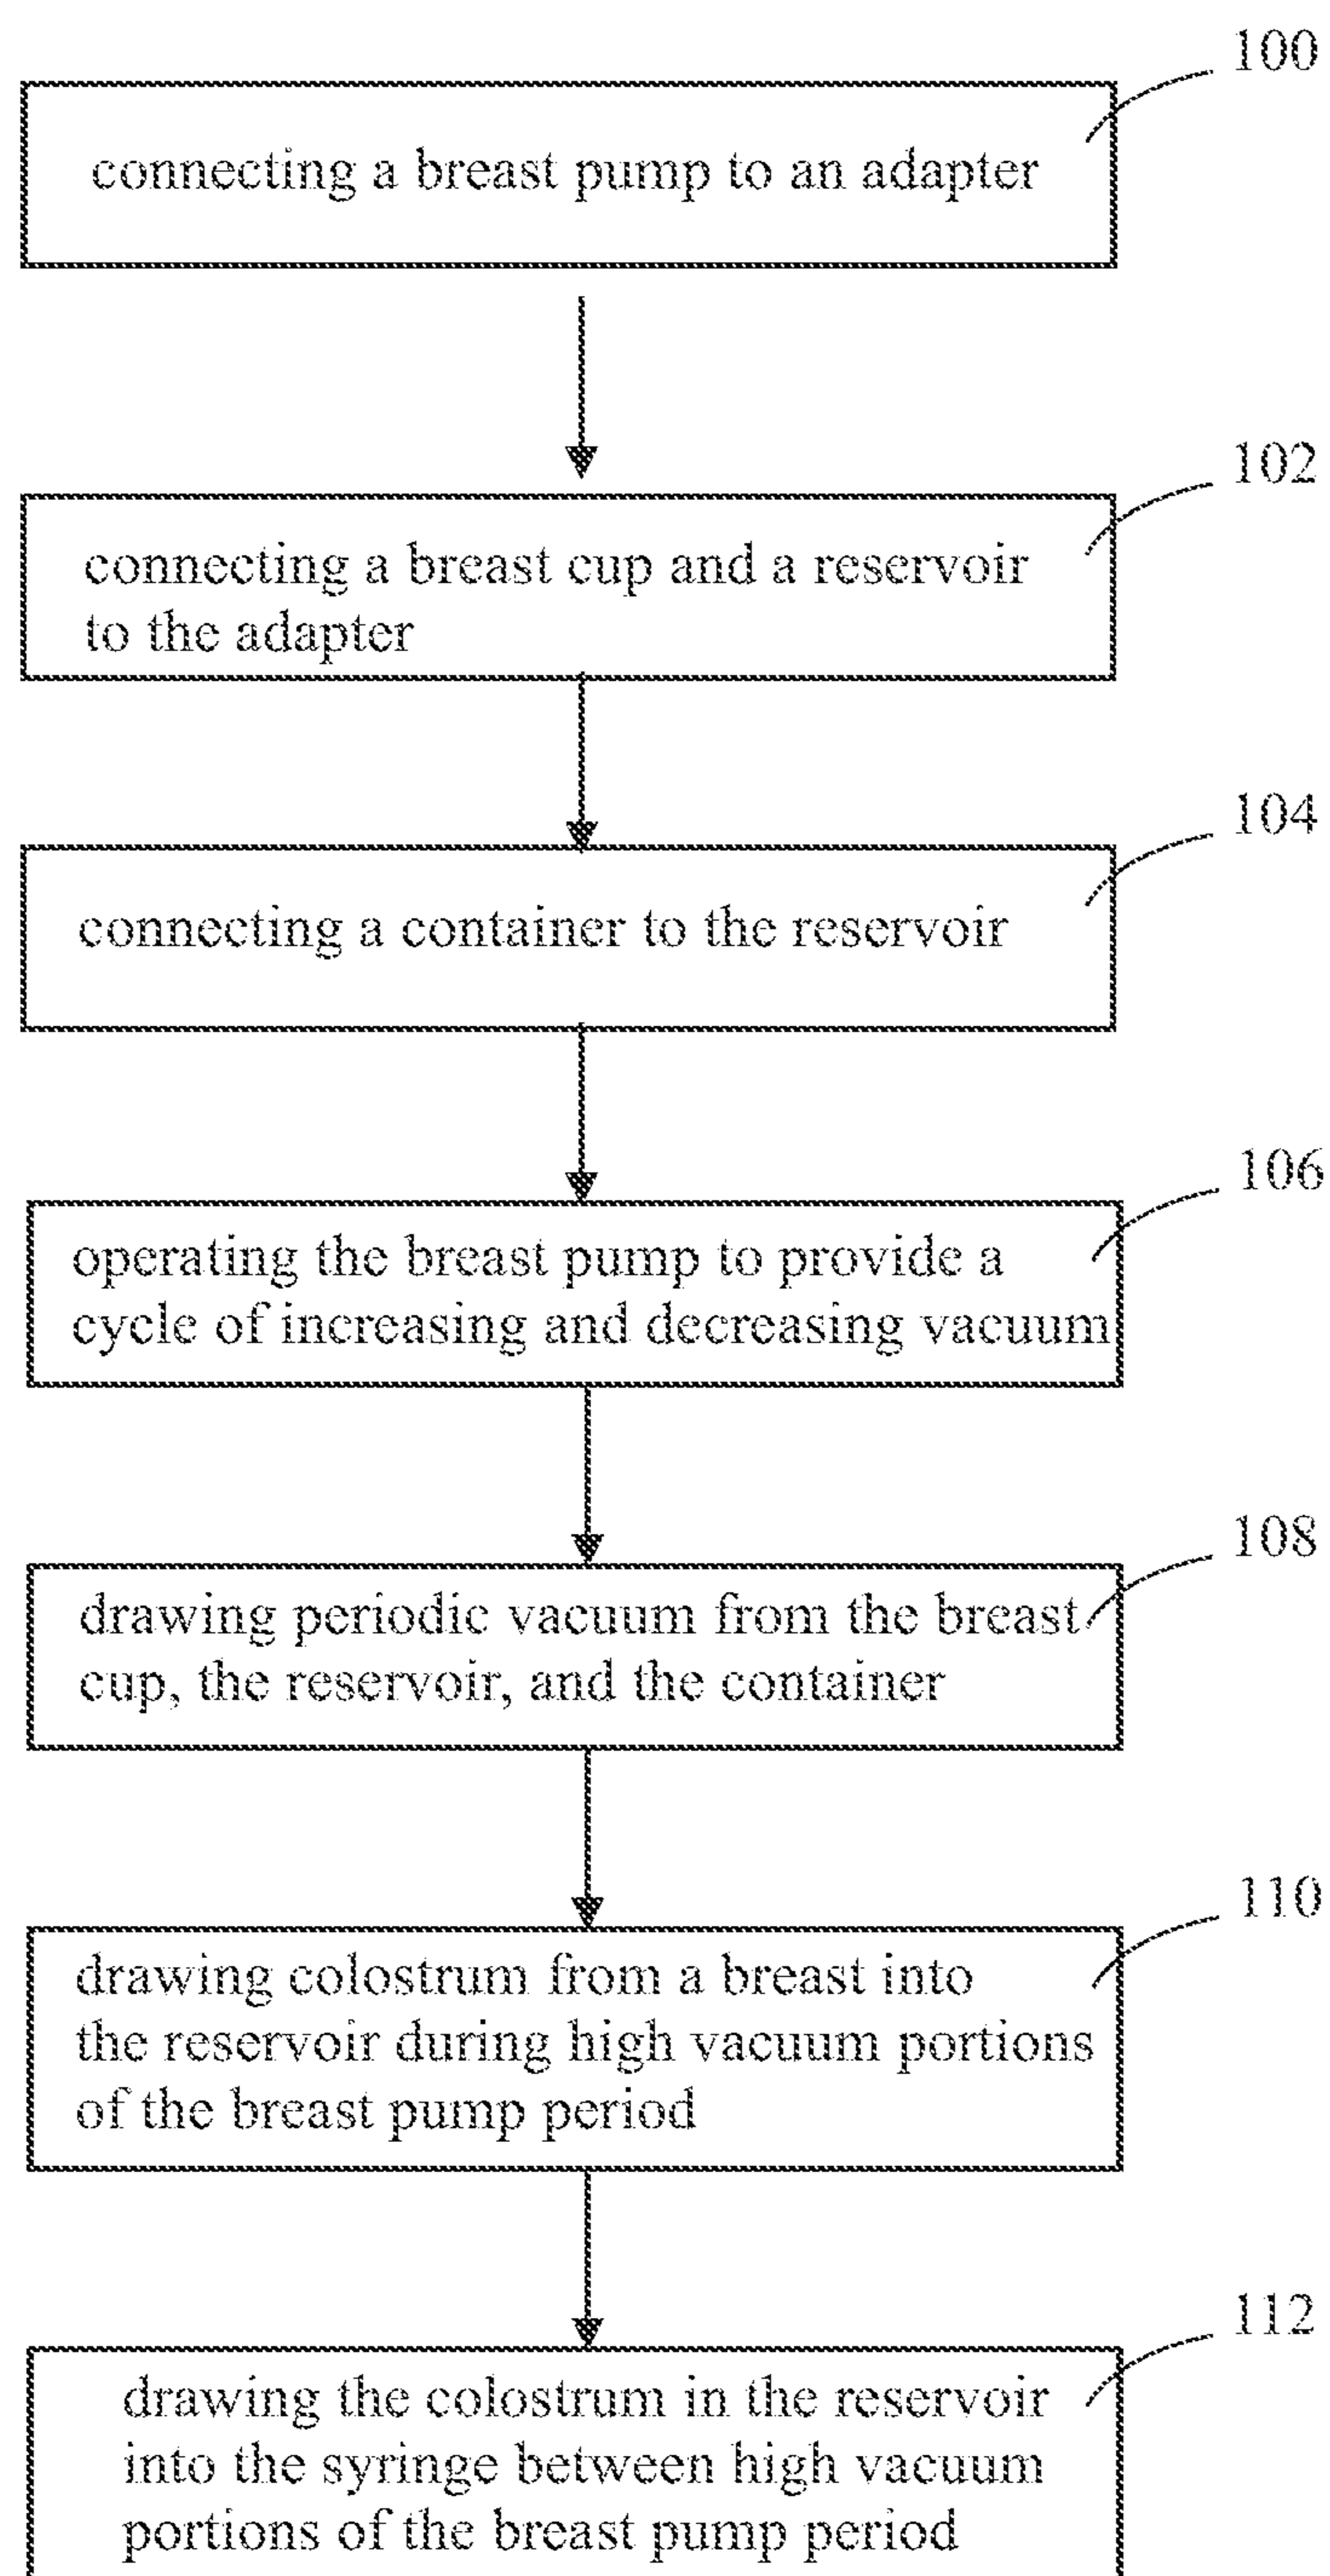 100
connecting a breast pump to an adapter
102
connecting a breast cup and a reservoir
to the adapter
104
connecting a container to the reservoir
106
operating the breast pump to provide a
cycle of increasing and decreasing vacuum
108
drawing periodic vacuum from the breast
cup, the reservoir, and the container
110
drawing colostrum from a breast into
the reservoir during high vacuum portions
of the breast pump period
112
drawing the colostrum in the reservoir
into the syringe between high vacuum
portions of the breast pump period